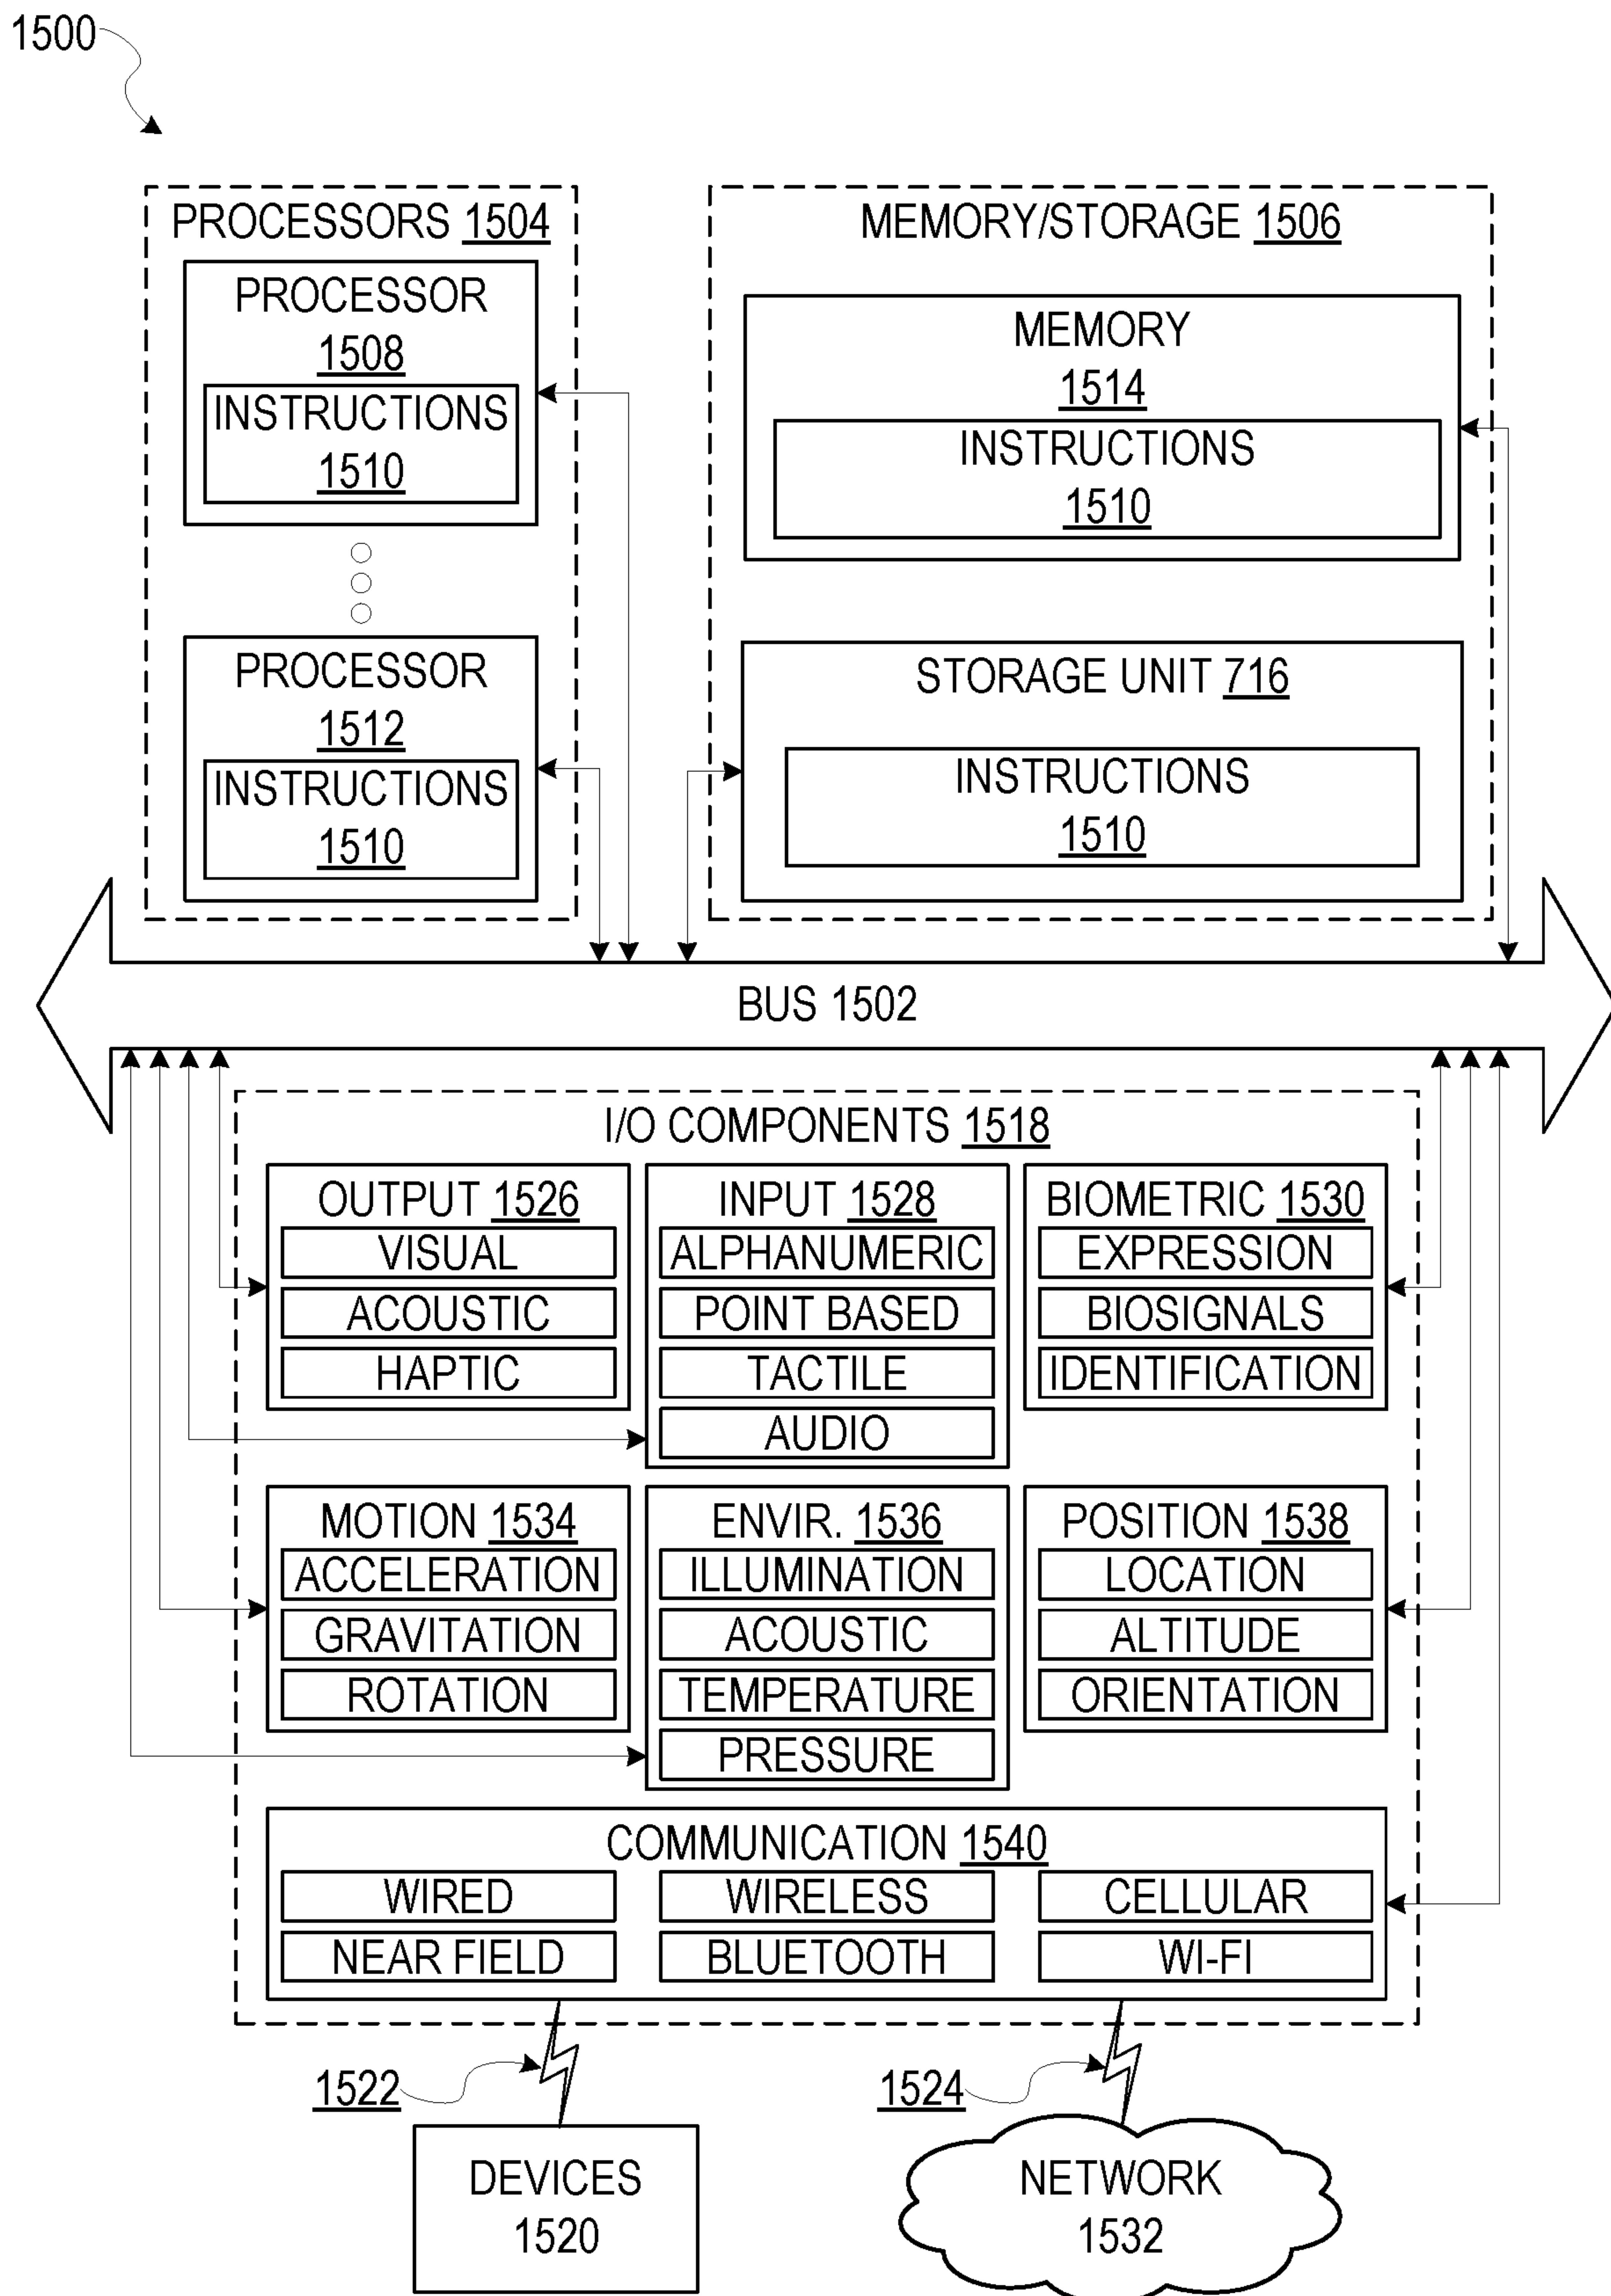 1500
PROCESSORS 1504
PROCESSOR
1508
INSTRUCTIONS
1510
PROCESSOR
1512
INSTRUCTIONS
1510
MEMORY/STORAGE 1506
MEMORY
1514
INSTRUCTIONS
1510
STORAGE UNIT 716
INSTRUCTIONS
1510
BUS 1502
I/O COMPONENTS 1518
OUTPUT 1526
VISUAL
ACOUSTIC
HAPTIC
INPUT 1528
ALPHANUMERIC
POINT BASED
TACTILE
AUDIO
BIOMETRIC 1530
EXPRESSION
BIOSIGNALS
IDENTIFICATION
MOTION 1534
ACCELERATION
GRAVITATION
ROTATION
ENVIR. 1536
ILLUMINATION
ACOUSTIC
TEMPERATURE
PRESSURE
POSITION 1538
LOCATION
ALTITUDE
ORIENTATION
COMMUNICATION 1540
WIRED
WIRELESS
CELLULAR
NEAR FIELD
BLUETOOTH
WI-FI
1522
1524
DEVICES
1520
NETWORK
1532